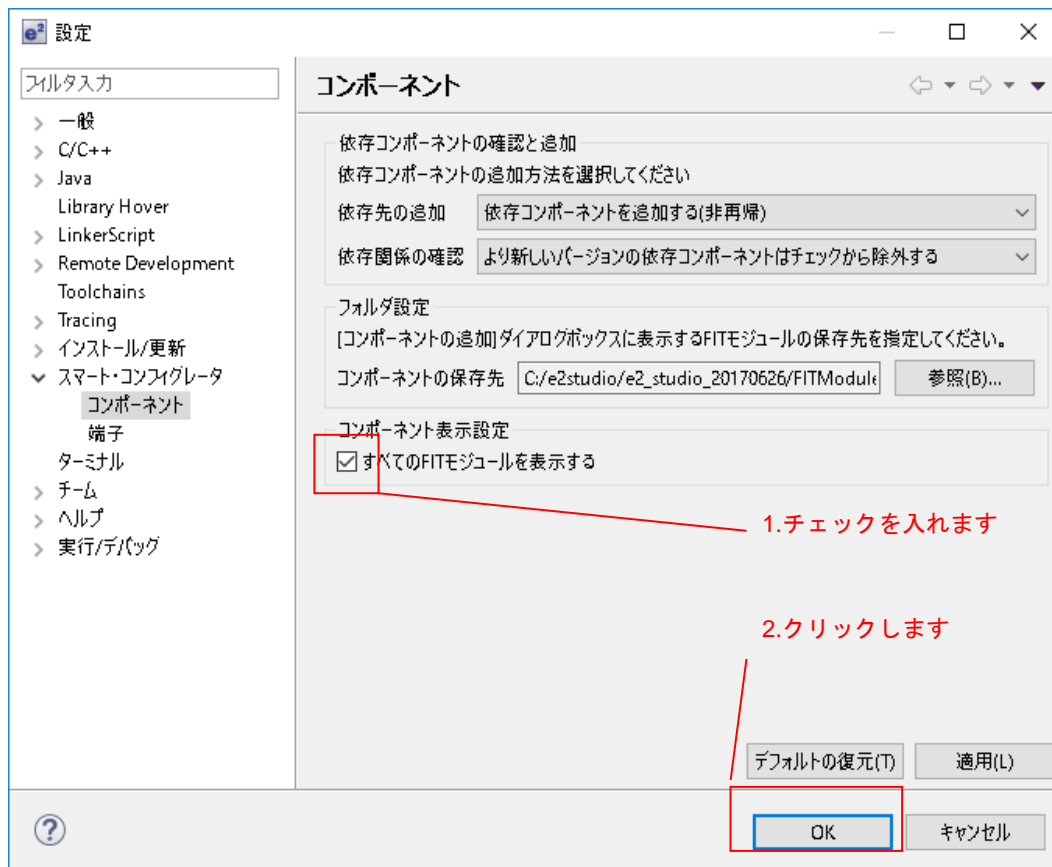 e² 設定
フィルタ入力
一般
C/C++
Java
Library Hover
LinkerScript
Remote Development
Toolchains
Tracing
インストール/更新
スマート・コンフィグレータ
コンポーネント
端子
ターミナル
チーム
ヘルプ
実行/デバッグ
コンポーネント
依存コンポーネントの確認と追加
依存コンポーネントの追加方法を選択してください
依存先の追加 依存コンポーネントを追加する(非再帰)
依存関係の確認 より新しいバージョンの依存コンポーネントはチェックから除外する
フォルダ設定
[コンポーネントの追加]ダイアログボックスに表示するFITモジュールの保存先を指定してください。
コンポーネントの保存先 C:/e2studio/e2_studio_20170626/FITModule 参照(B)...
コンポーネント表示設定
すべてのFITモジュールを表示する
1.チェックを入れます
2.クリックします
デフォルトの復元(T) 適用(L)
? OK キャンセル